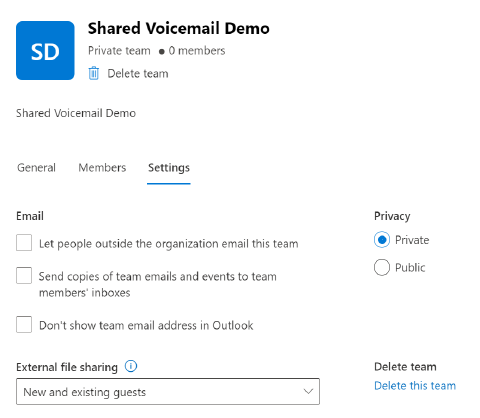 SD
Shared Voicemail Demo
Private team ● 0 members
Delete team
Shared Voicemail Demo
General Members Settings
Email
Let people outside the organization email this team
Send copies of team emails and events to team
members' inboxes
Don't show team email address in Outlook
Privacy
Private
Public
External file sharing
New and existing guests
Delete team
Delete this team